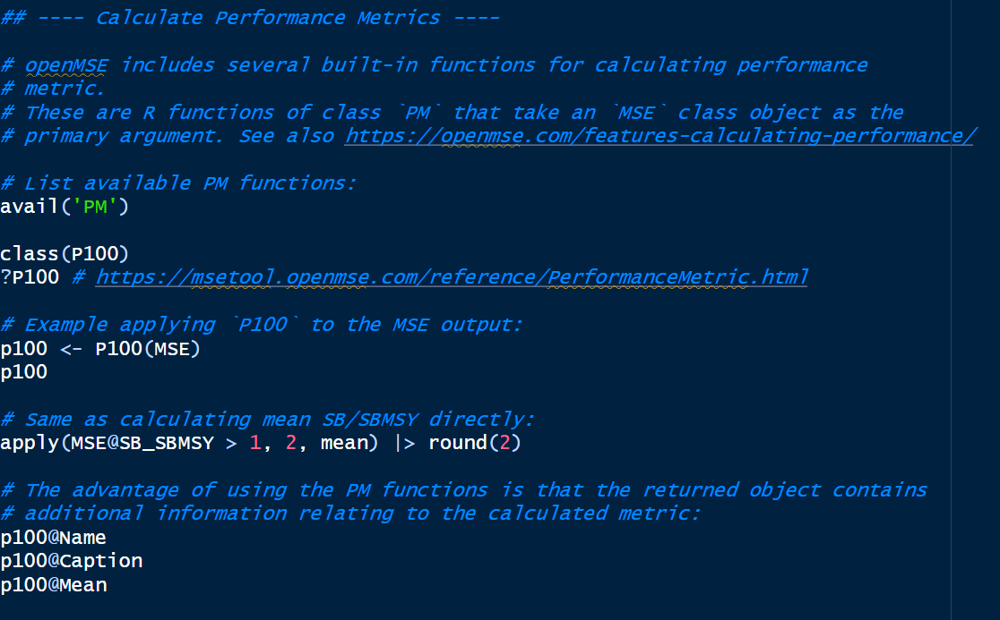 ## ---- Calculate Performance Metrics ----
# openMSE includes several built-in functions for calculating performance
# metric.
# These are R functions of class `PM` that take an `MSE` class object as the
# primary argument. See also https://openmse.com/features-calculating-performance/
# List available PM functions:
avail('PM')
class(P100)
?P100 # https://msetool.openmse.com/reference/PerformanceMetric.html
# Example applying `P100` to the MSE output:
p100 <- P100(MSE)
p100
# Same as calculating mean SB/SBMSY directly:
apply(MSE@SB_SBMSY > 1, 2, mean) |> round(2)
# The advantage of using the PM functions is that the returned object contains
# additional information relating to the calculated metric:
p100@Name
p100@Caption
p100@Mean